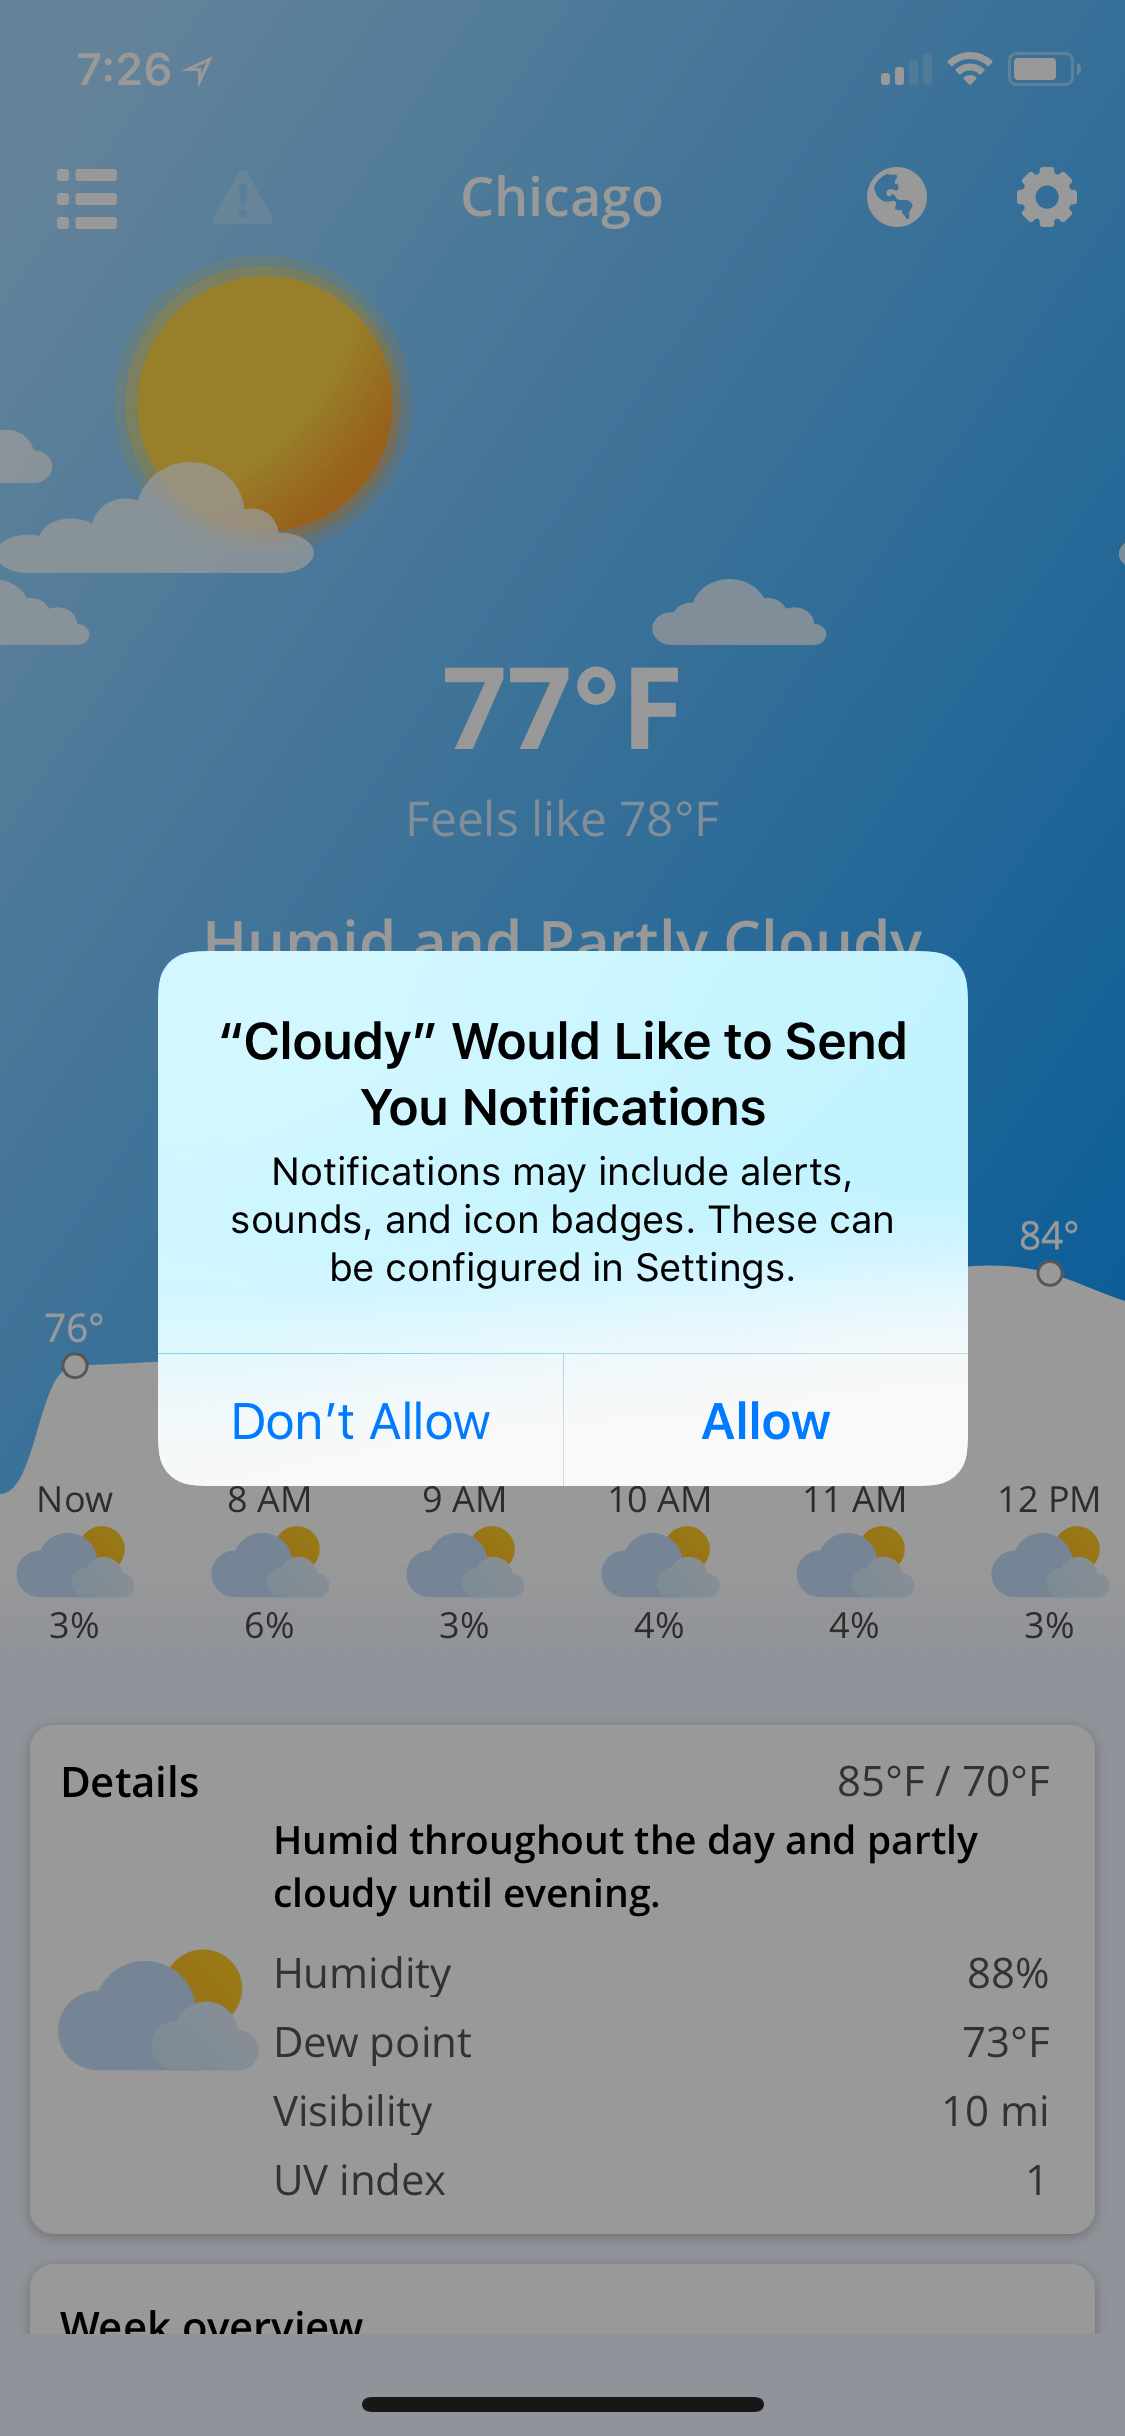 7:26
Chicago
77°F
Feels like 78°F
Humid and Partly Cloudy
“Cloudy” Would Like to Send
You Notifications
Notifications may include alerts,
sounds, and icon badges. These can
be configured in Settings.
Don’t Allow
Allow
76°
84°
Now 8 AM 9 AM 10 AM 11 AM 12 PM
3% 6% 3% 4% 4% 3%
Details 85°F / 70°F
Humid throughout the day and partly
cloudy until evening.
Humidity 88%
Dew point 73°F
Visibility 10 mi
UV index 1
Week overview